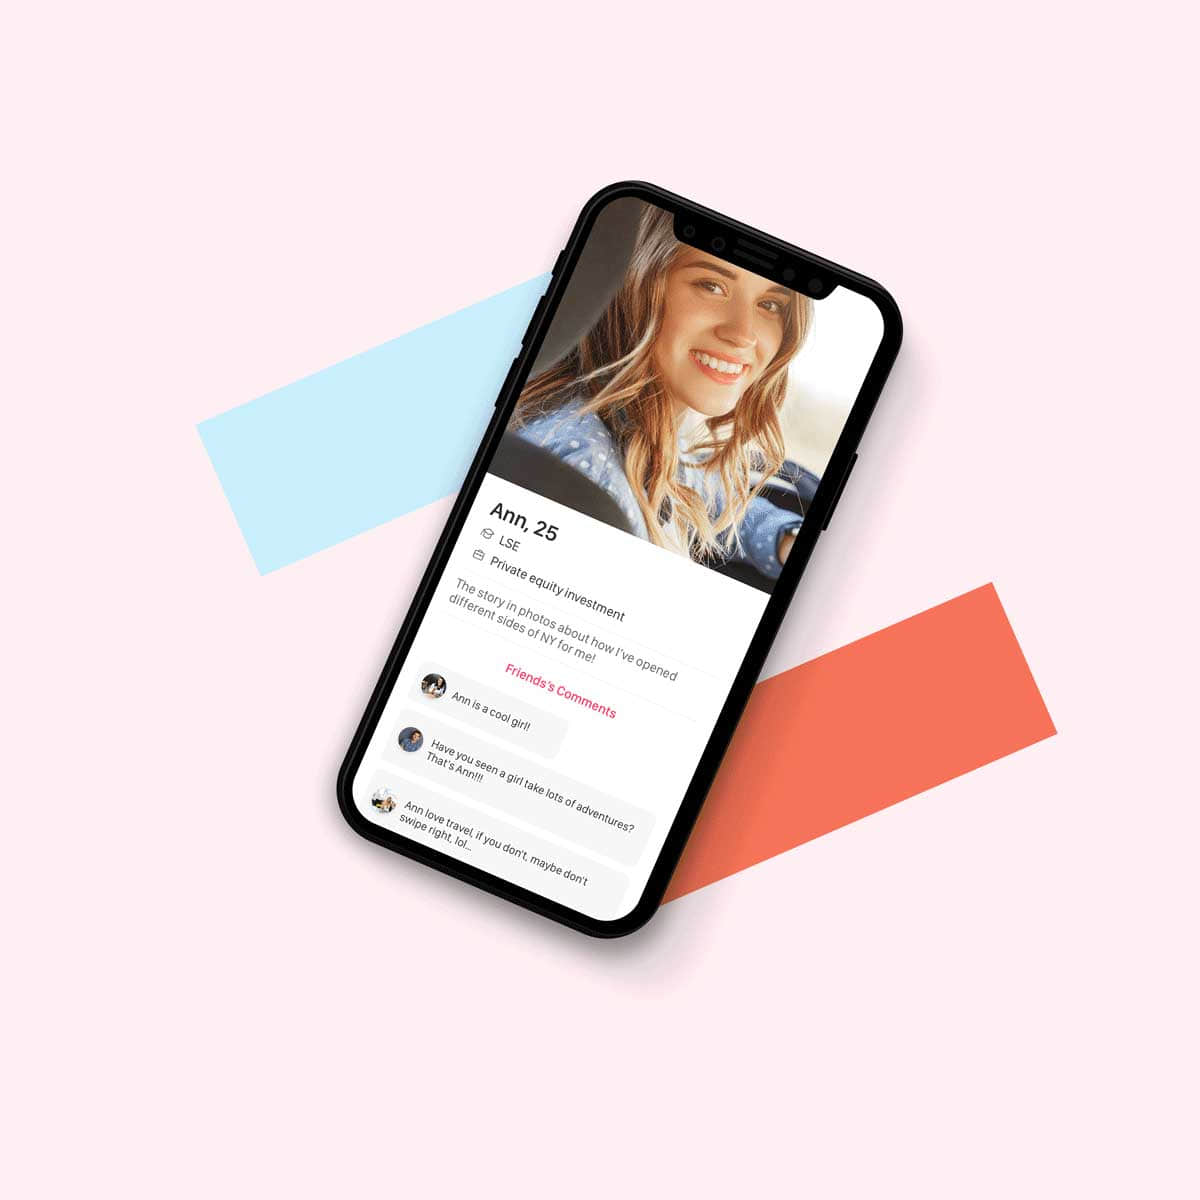 Ann, 25
LSE
Private equity investment
The story in photos about how I've opened
different sides of NY for me!
Friends's Comments
Ann is a cool girl!
Have you seen a girl take lots of adventures?
That's Ann!!!
Ann love travel, if you don't, maybe don't
swipe right, lol...